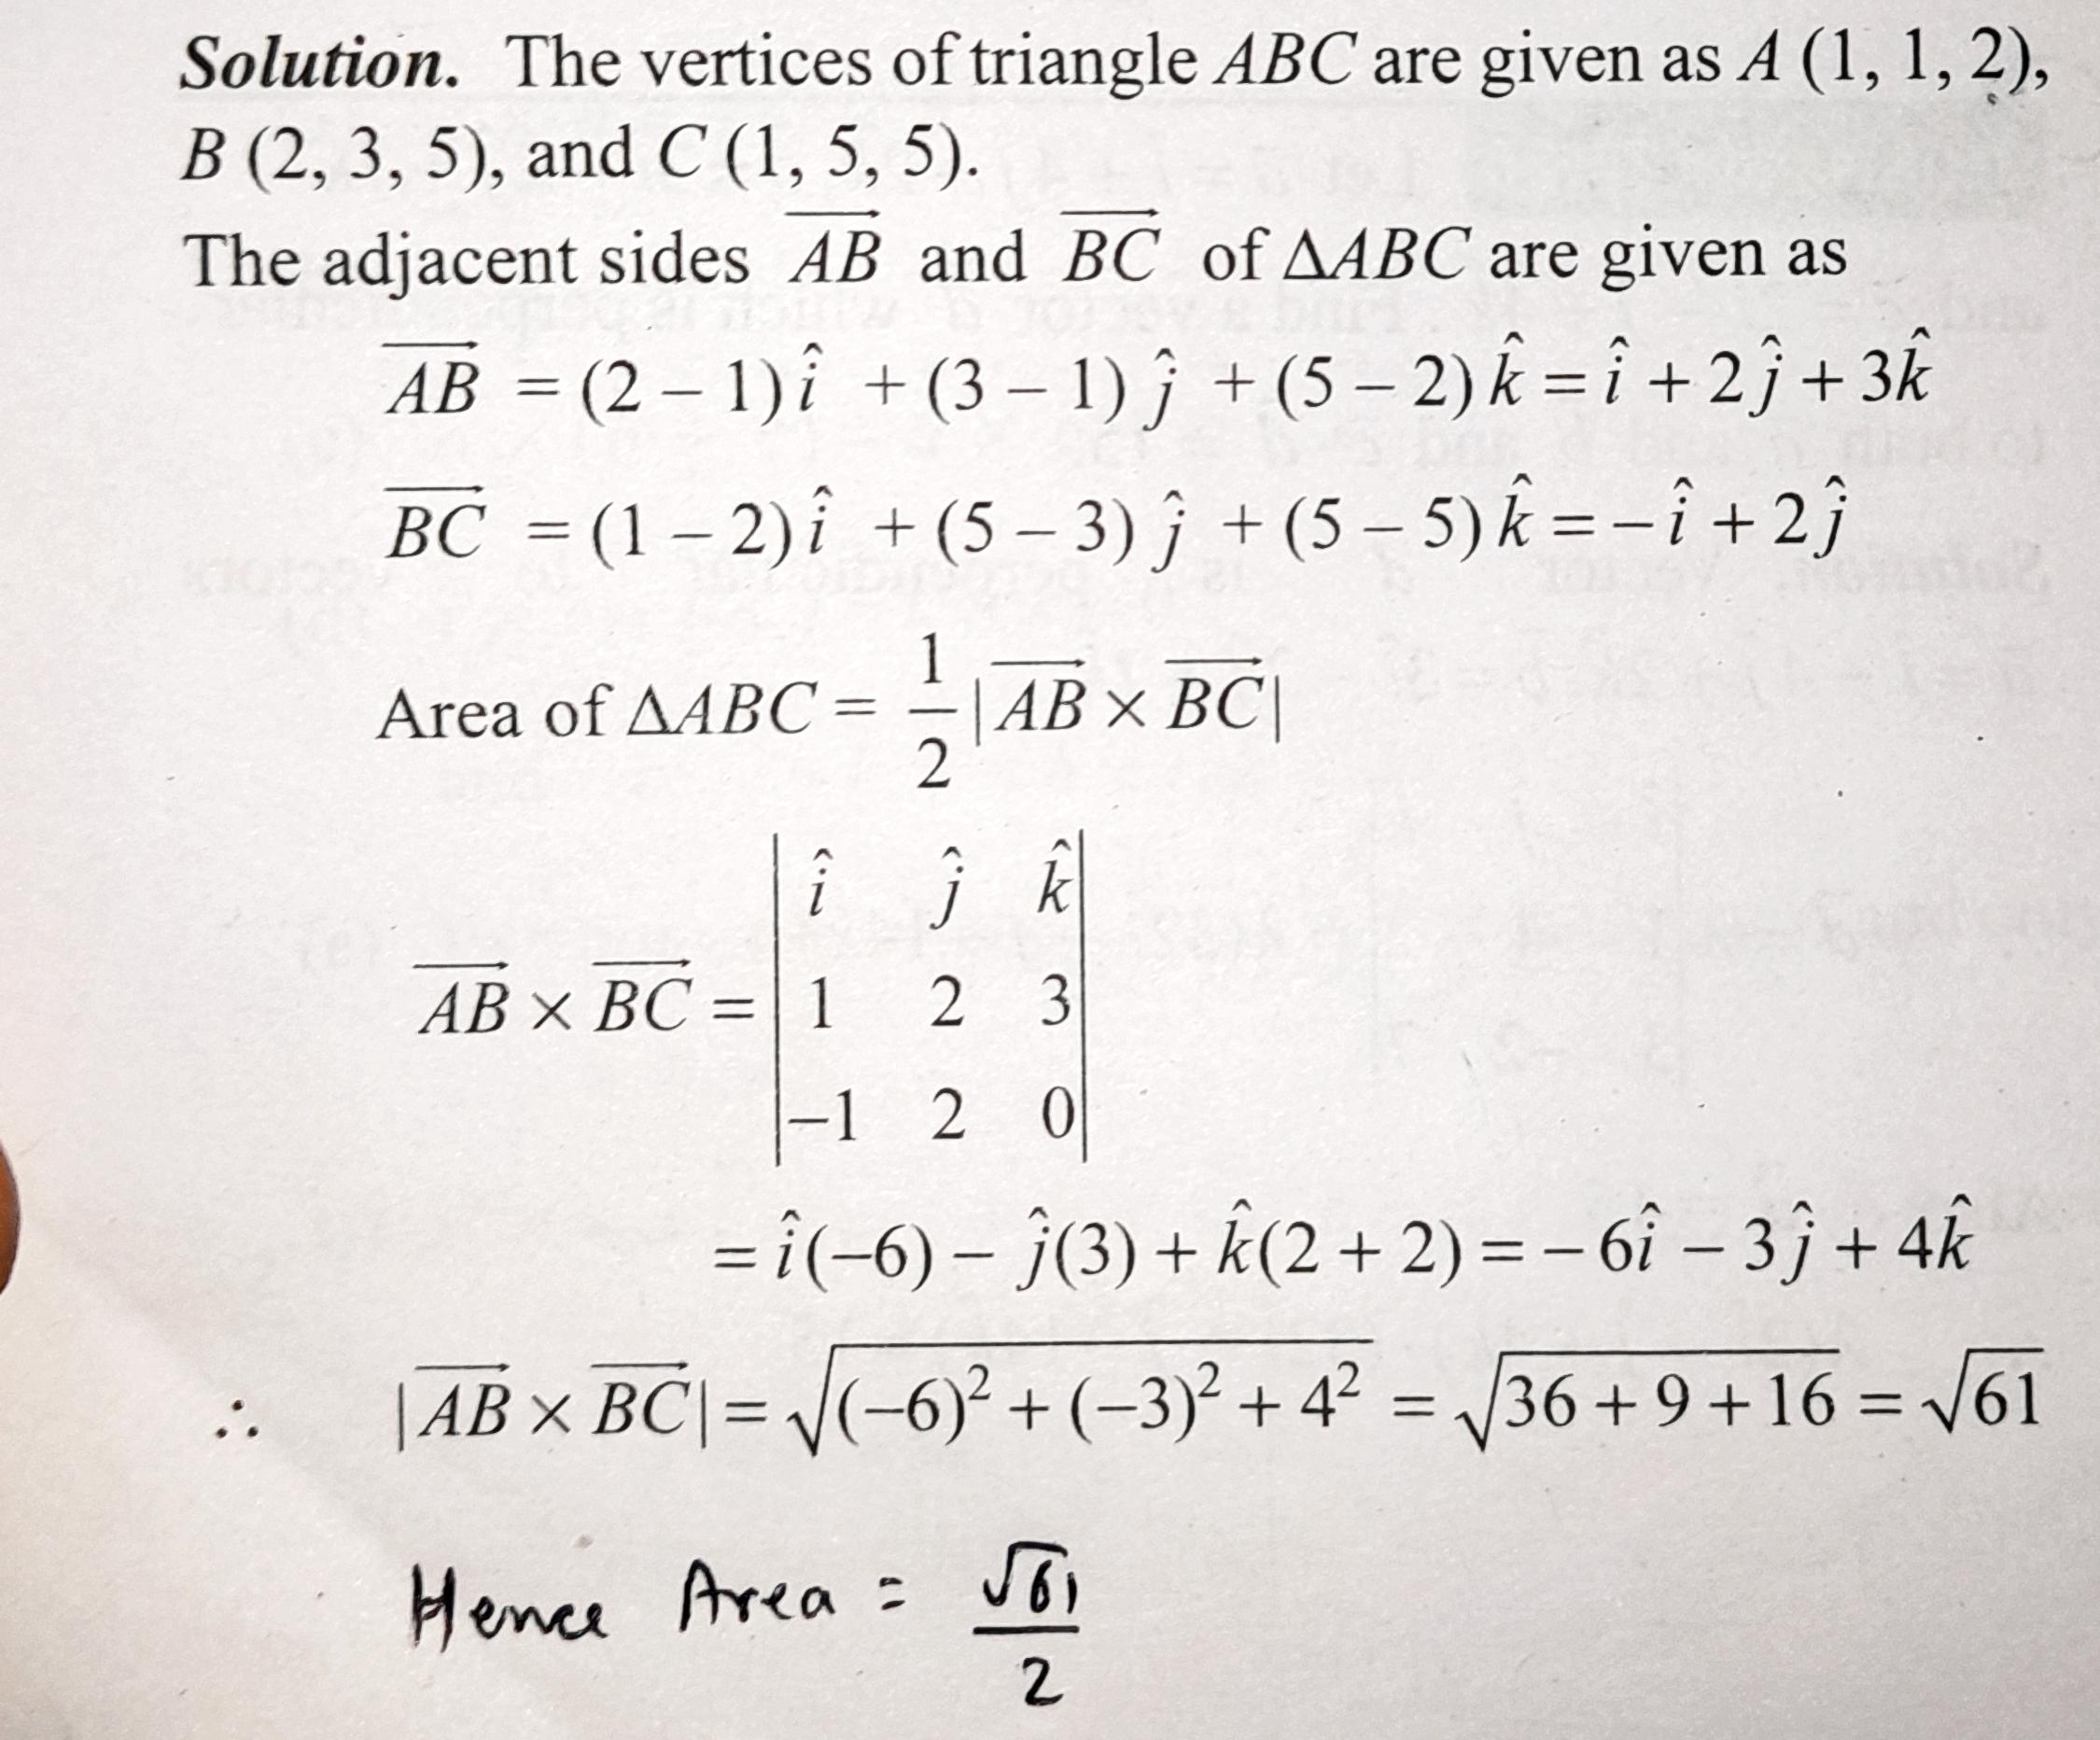 Solution. The vertices of triangle ABC are given as A (1, 1, 2),
B (2, 3, 5), and C (1, 5, 5).
The adjacent sides $\overrightarrow{AB}$ and $\overrightarrow{BC}$ of ΔABC are given as
$\overrightarrow{AB} = (2 - 1)\hat{i} + (3 - 1)\hat{j} + (5 - 2)\hat{k} = \hat{i} + 2\hat{j} + 3\hat{k}$
$\overrightarrow{BC} = (1 - 2)\hat{i} + (5 - 3)\hat{j} + (5 - 5)\hat{k} = -\hat{i} + 2\hat{j}$
Area of ΔABC = $\frac{1}{2}|\overrightarrow{AB} \times \overrightarrow{BC}|$
$\overrightarrow{AB} \times \overrightarrow{BC} = \begin{vmatrix} \hat{i} & \hat{j} & \hat{k} \\ 1 & 2 & 3 \\ -1 & 2 & 0 \end{vmatrix}$
$= \hat{i}(-6) - \hat{j}(3) + \hat{k}(2 + 2) = -6\hat{i} - 3\hat{j} + 4\hat{k}$
∴ $|\overrightarrow{AB} \times \overrightarrow{BC}| = \sqrt{(-6)^2 + (-3)^2 + 4^2} = \sqrt{36 + 9 + 16} = \sqrt{61}$
Hence Area = $\frac{\sqrt{61}}{2}$